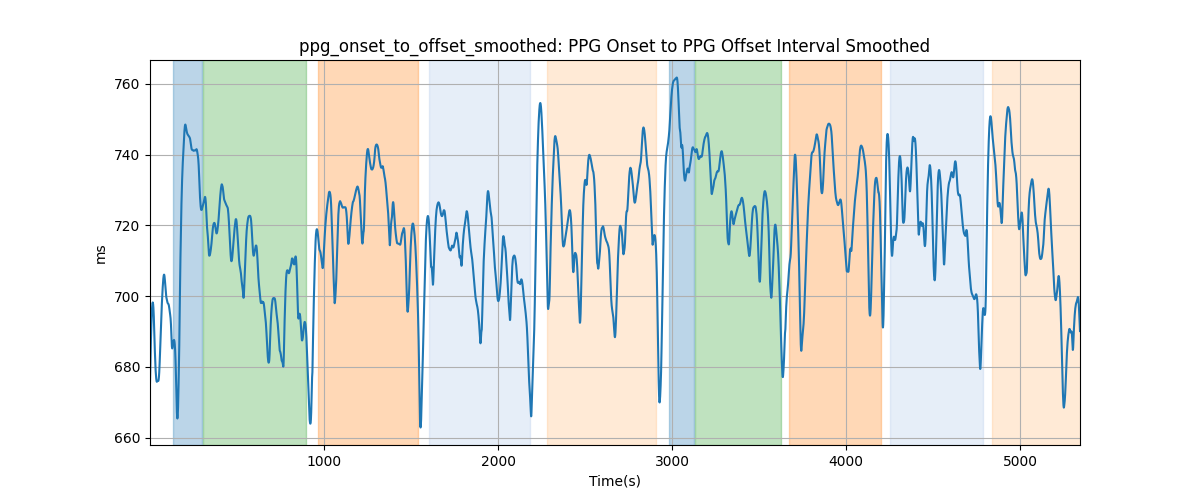 ppg_onset_to_offset_smoothed: PPG Onset to PPG Offset Interval Smoothed
760
740
720
700
680
660
ms
1000 2000 3000 4000 5000
Time(s)